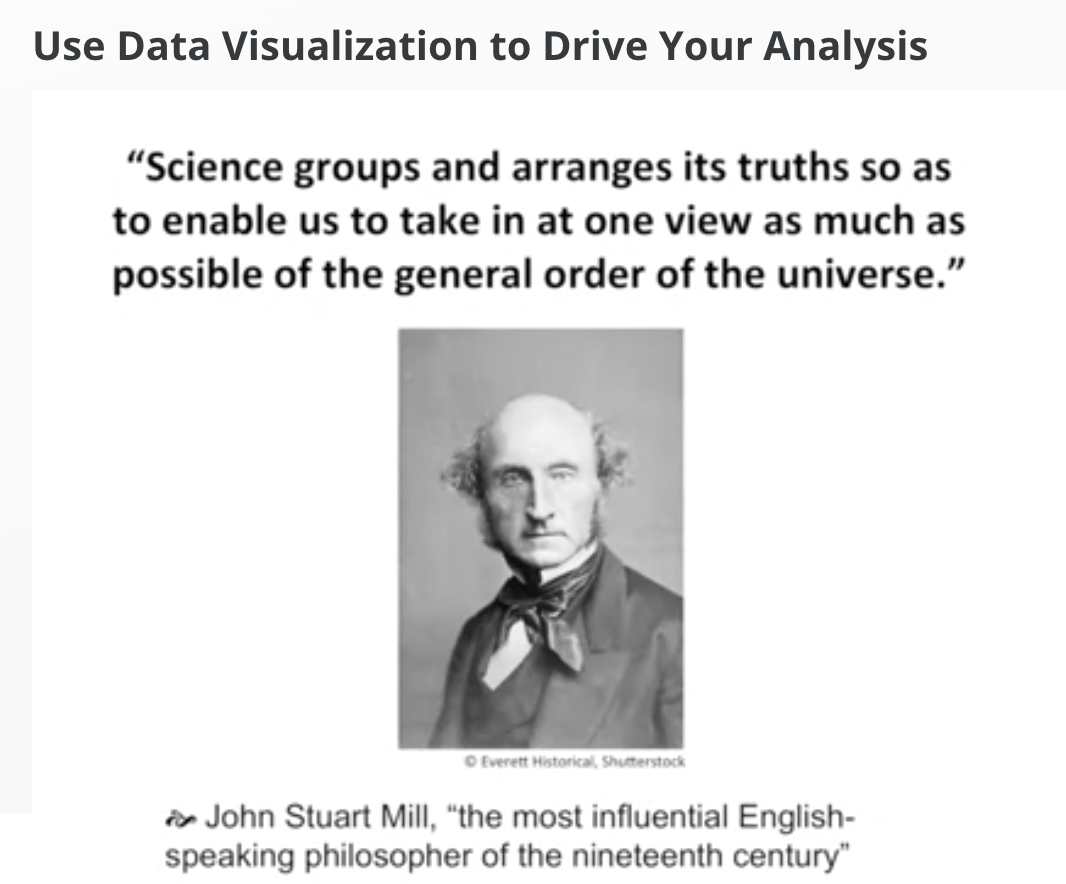 Use Data Visualization to Drive Your Analysis
“Science groups and arranges its truths so as
to enable us to take in at one view as much as
possible of the general order of the universe.”
© Everett Historical, Shutterstock
John Stuart Mill, “the most influential English-
speaking philosopher of the nineteenth century”